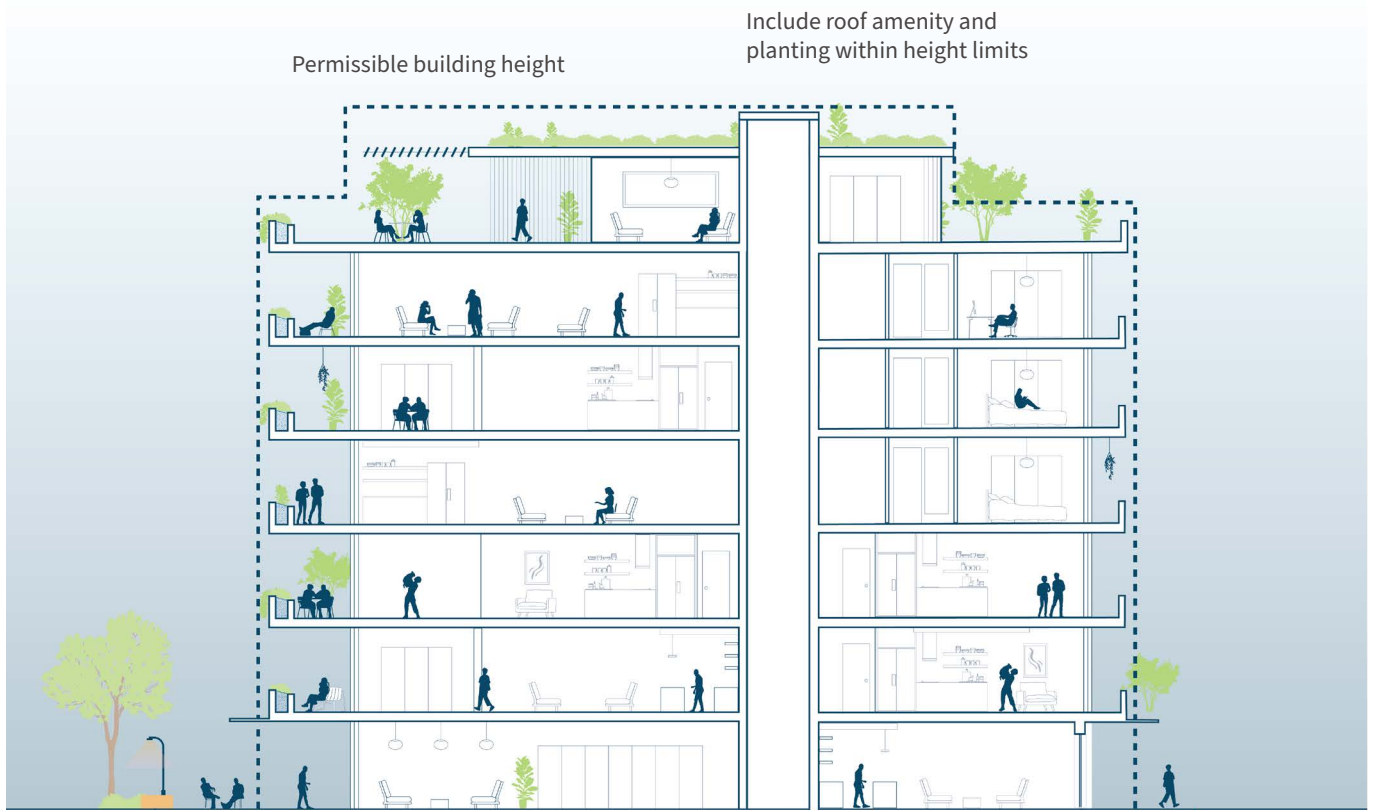 Include roof amenity and
planting within height limits
Permissible building height